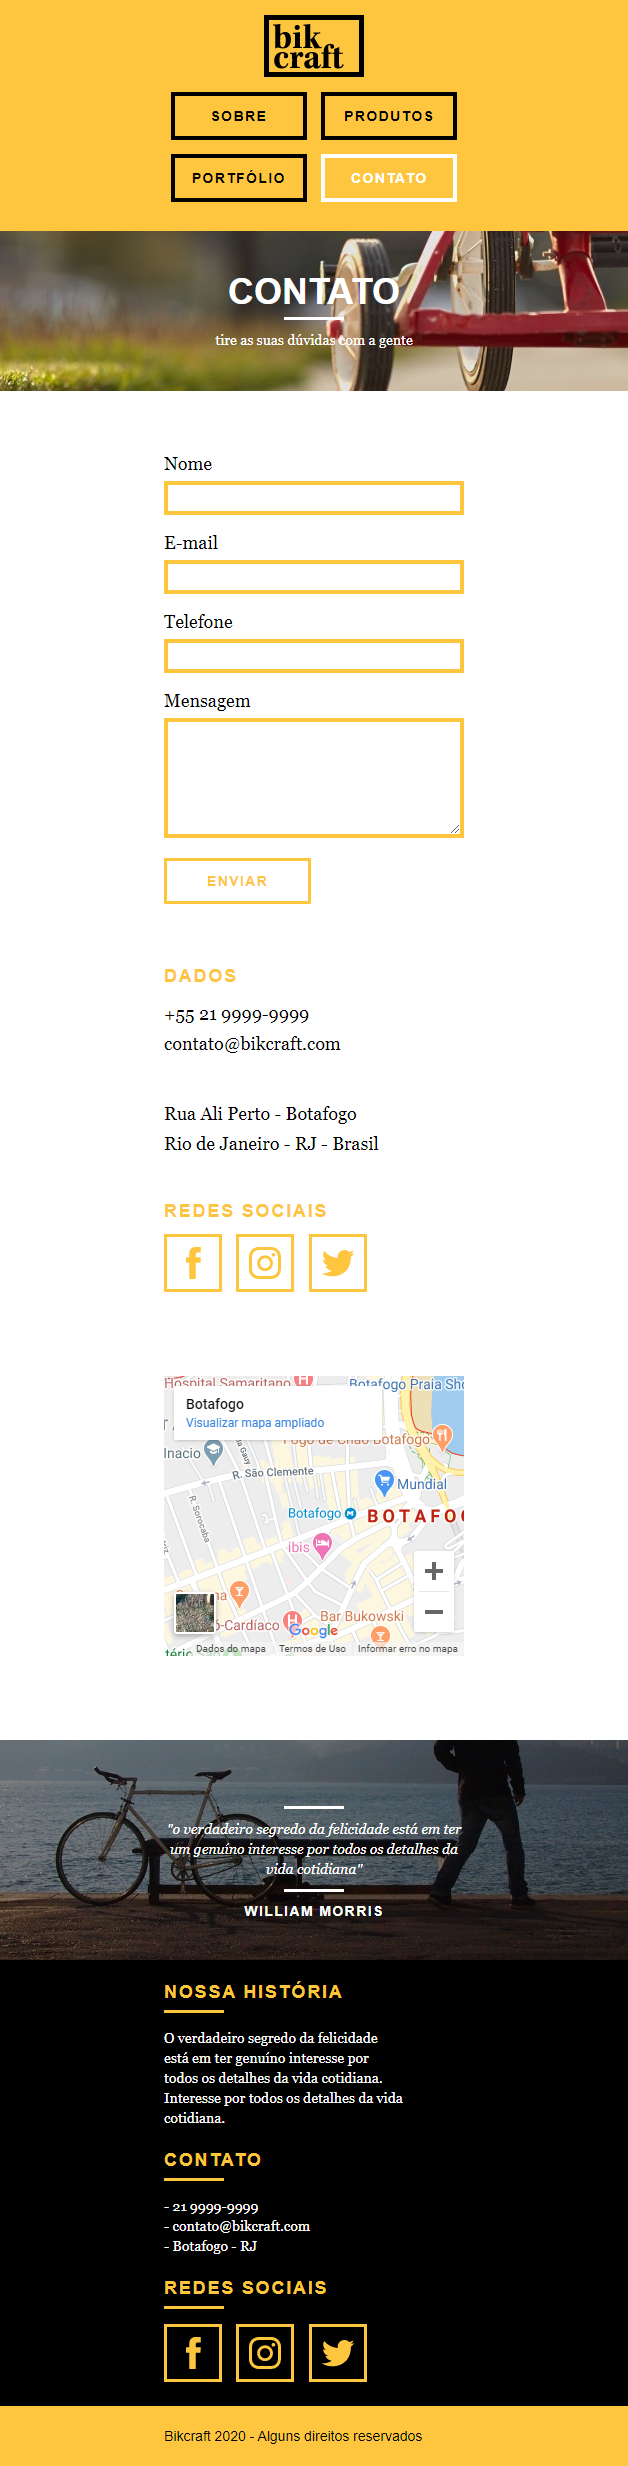 bik
craft
SOBRE
PRODUTOS
PORTFÓLIO
CONTATO
CONTATO
tire as suas dúvidas com a gente
Nome
E-mail
Telefone
Mensagem
ENVIAR
DADOS
+55 21 9999-9999
contato@bikcraft.com
Rua Ali Perto - Botafogo
Rio de Janeiro - RJ - Brasil
REDES SOCIAIS
Hospital Samaritano
Botafogo Praia Sho
Botafogo
Visualizar mapa ampliado
Fogo de Chão Botafogo
Inacio
R. São Clemente
Mundial
R. Sorocaba
Botafogo
BOTAFOG
ibis
Bar Bukowski
o-Cardíaco
Google
Dados do mapa
Termos de Uso
Informar erro no mapa
"o verdadeiro segredo da felicidade está em ter
um genuíno interesse por todos os detalhes da
vida cotidiana"
WILLIAM MORRIS
NOSSA HISTÓRIA
O verdadeiro segredo da felicidade
está em ter genuíno interesse por
todos os detalhes da vida cotidiana.
Interesse por todos os detalhes da vida
cotidiana.
CONTATO
- 21 9999-9999
- contato@bikcraft.com
- Botafogo - RJ
REDES SOCIAIS
Bikcraft 2020 - Alguns direitos reservados